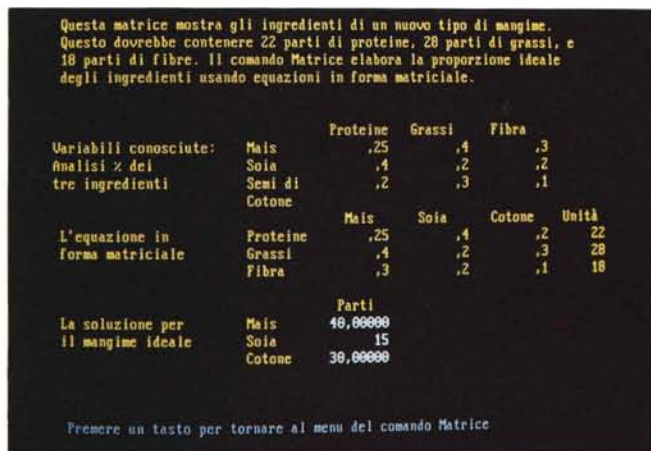 Questa matrice mostra gli ingredienti di un nuovo tipo di mangime.
Questo dovrebbe contenere 22 parti di proteine, 28 parti di grassi, e
18 parti di fibre. Il comando Matrice elabora la proporzione ideale
degli ingredienti usando equazioni in forma matriciale.
Proteine Grassi Fibra
Variabili conosciute: Mais ,25 ,4 ,3
Analisi % dei Soia ,4 ,2 ,2
tre ingredienti Semi di ,2 ,3 ,1
Cotone
Mais Soia Cotone Unità
L'equazione in Proteine ,25 ,4 ,2 22
forma matriciale Grassi ,4 ,2 ,3 28
Fibra ,3 ,2 ,1 18
Parti
La soluzione per Mais 40,00000
il mangime ideale Soia 15
Cotone 30,00000
Premere un tasto per tornare al menu del comando Matrice